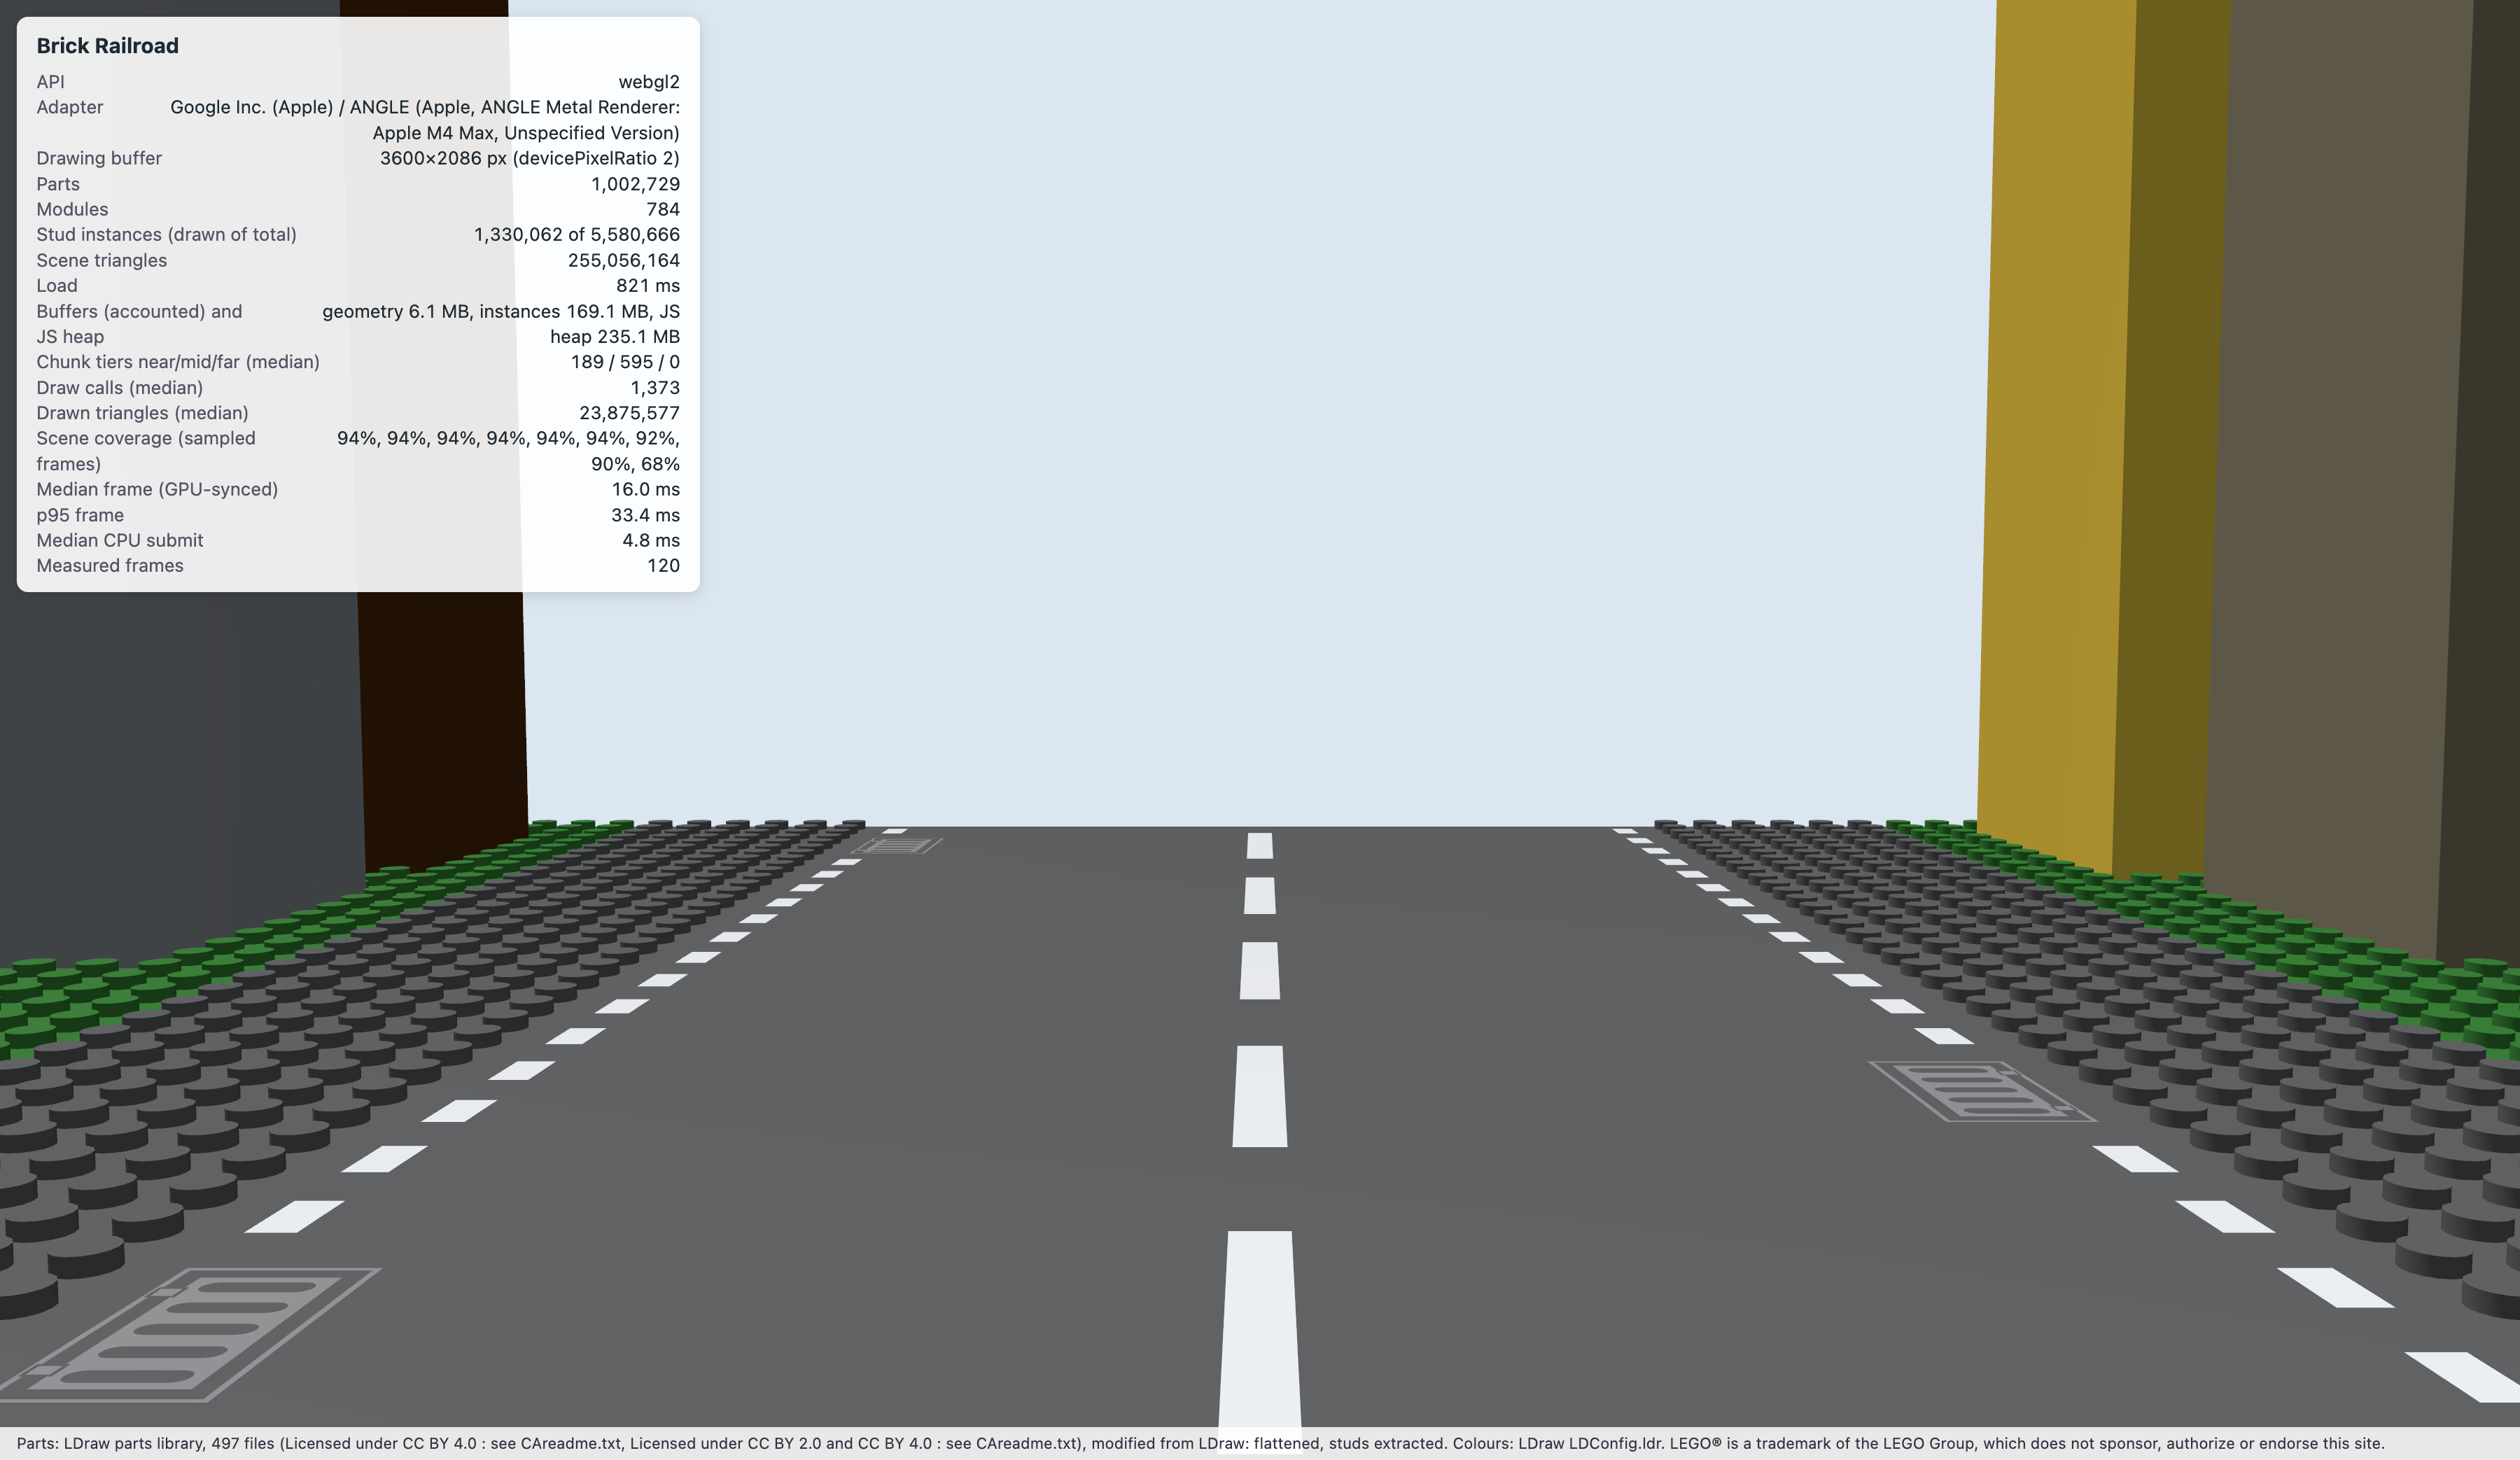 Brick Railroad
API webgl2
Adapter Google Inc. (Apple) / ANGLE (Apple, ANGLE Metal Renderer:
Apple M4 Max, Unspecified Version)
Drawing buffer 3600×2086 px (devicePixelRatio 2)
Parts 1,002,729
Modules 784
Stud instances (drawn of total) 1,330,062 of 5,580,666
Scene triangles 255,056,164
Load 821 ms
Buffers (accounted) and geometry 6.1 MB, instances 169.1 MB, JS
JS heap heap 235.1 MB
Chunk tiers near/mid/far (median) 189 / 595 / 0
Draw calls (median) 1,373
Drawn triangles (median) 23,875,577
Scene coverage (sampled 94%, 94%, 94%, 94%, 94%, 94%, 92%,
frames) 90%, 68%
Median frame (GPU-synced) 16.0 ms
p95 frame 33.4 ms
Median CPU submit 4.8 ms
Measured frames 120
Parts: LDraw parts library, 497 files (Licensed under CC BY 4.0 : see CAreadme.txt, Licensed under CC BY 2.0 and CC BY 4.0 : see CAreadme.txt), modified from LDraw: flattened, studs extracted. Colours: LDraw LDConfig.ldr. LEGO® is a trademark of the LEGO Group, which does not sponsor, authorize or endorse this site.